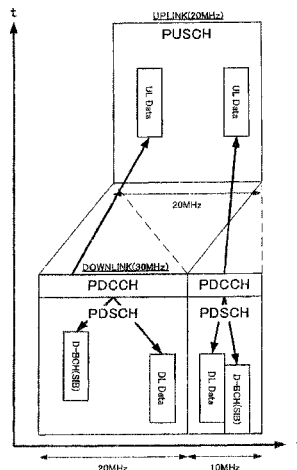 t
UPLINK(20MHz)
PUSCH
UL Data
UL Data
20MHz
DOWNLINK(30MHz)
PDCCH
PDCCH
PDSCH
PDSCH
D-BCH(SIB)
DL Data
DL Data
D-BCH(SIB)
20MHz
10MHz